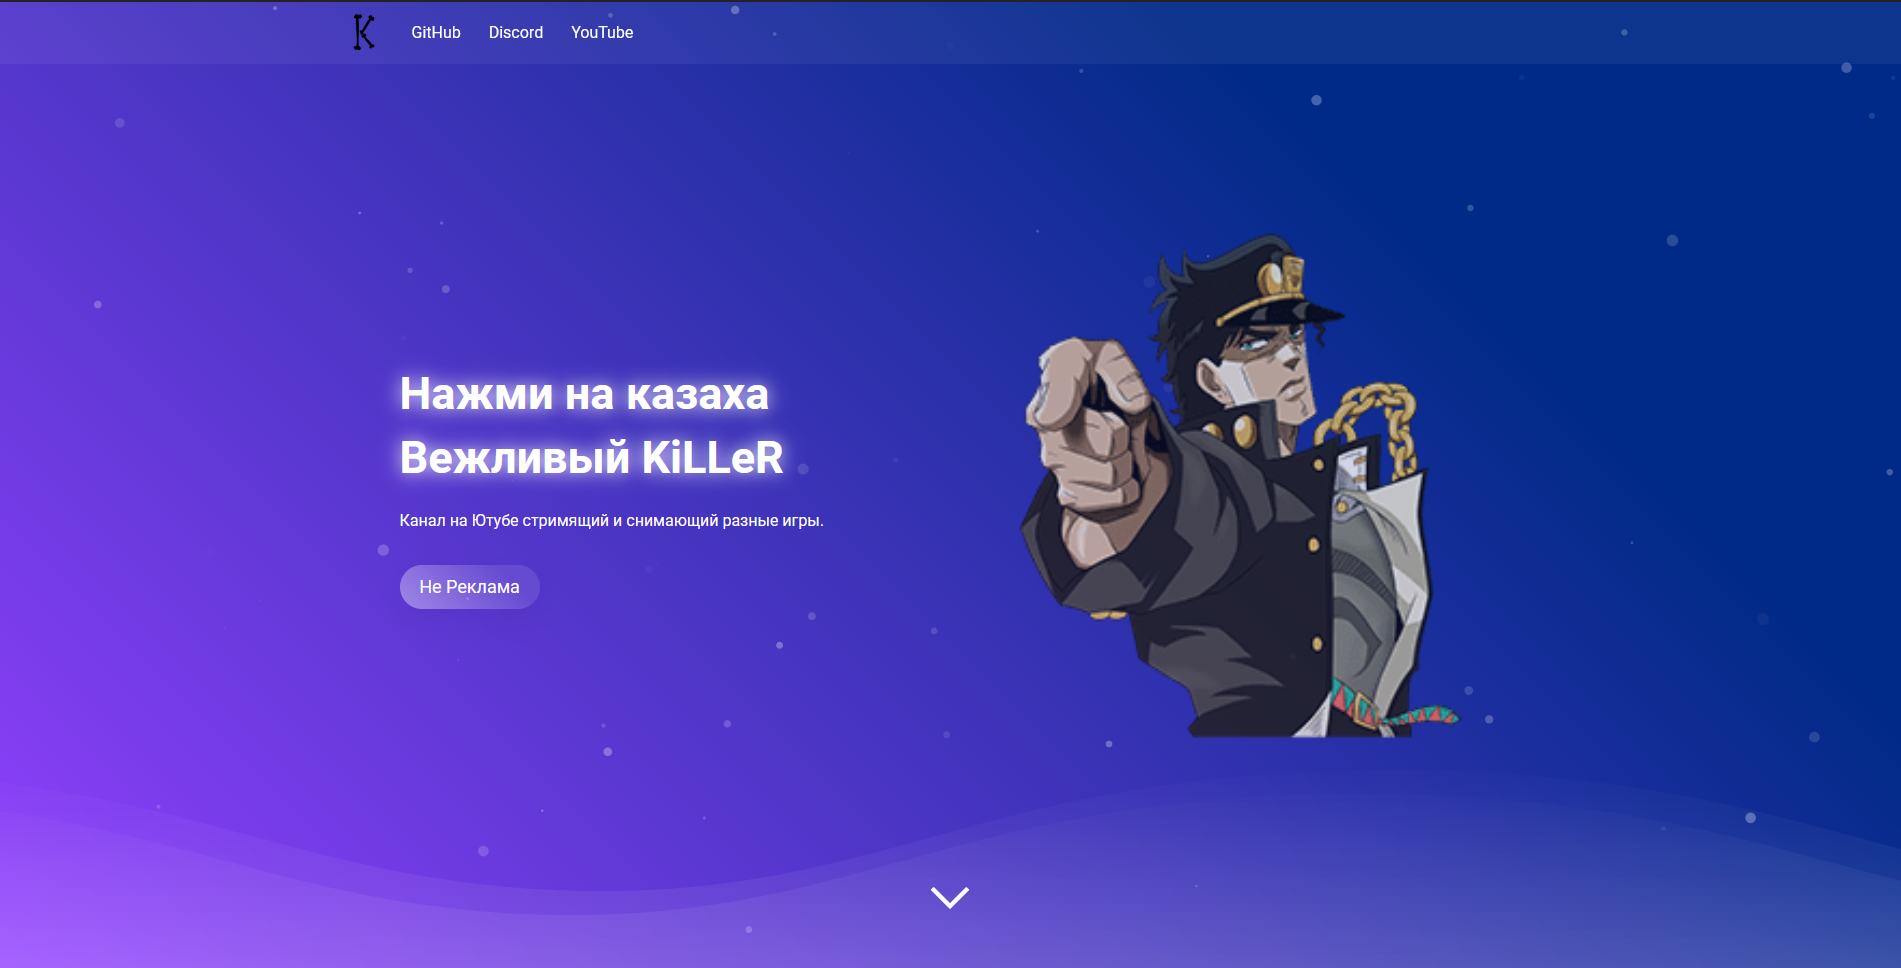 K
GitHub Discord YouTube
Нажми на казаха
Вежливый KiLLeR
Канал на Ютубе стримящий и снимающий разные игры.
Не Реклама